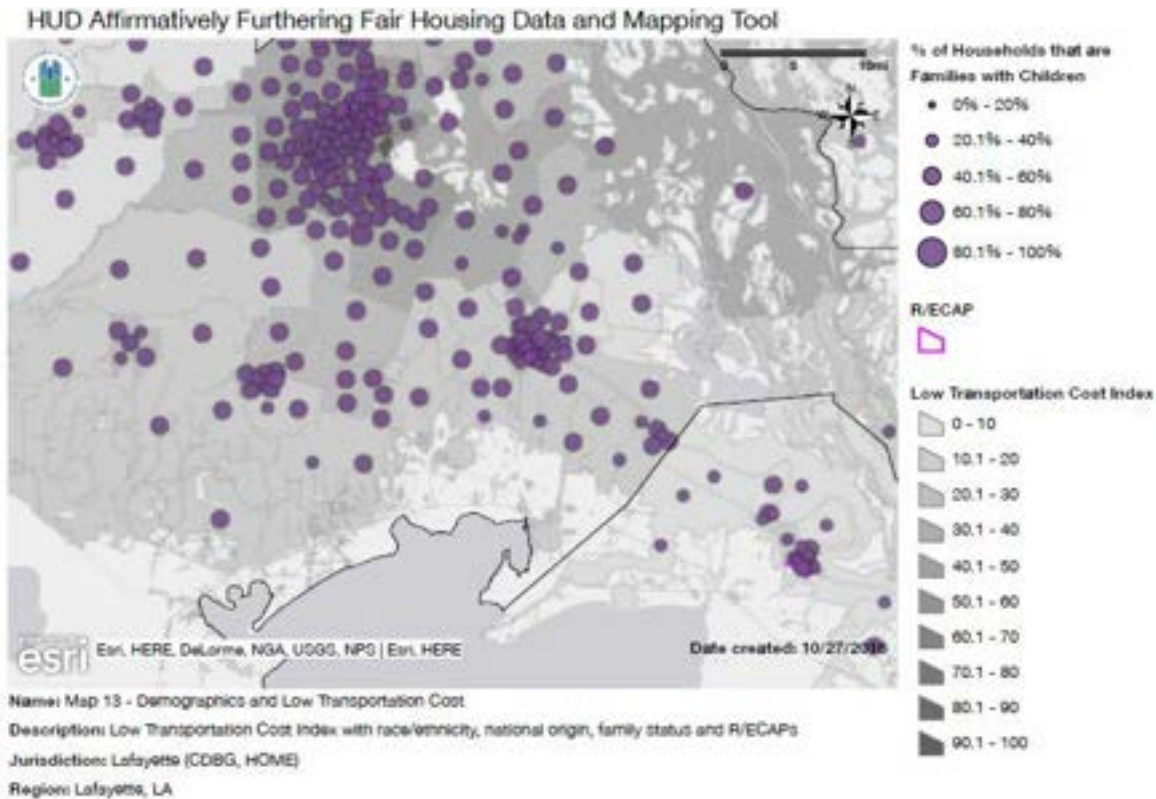 HUD Affirmatively Furthering Fair Housing Data and Mapping Tool
% of Households that are
Families with Children
0% - 20%
20.1% - 40%
40.1% - 60%
60.1% - 80%
80.1% - 100%
R/ECAP
Low Transportation Cost Index
0 - 10
10.1 - 20
20.1 - 30
30.1 - 40
40.1 - 50
50.1 - 60
60.1 - 70
70.1 - 80
80.1 - 90
90.1 - 100
0 5 10mi
esri
Esri, HERE, DeLorme, NGA, USGS, NPS | Esri, HERE
Date created: 10/27/2016
Name: Map 13 - Demographics and Low Transportation Cost
Description: Low Transportation Cost Index with race/ethnicity, national origin, family status and R/ECAPs
Jurisdiction: Lafayette (CDBG, HOME)
Region: Lafayette, LA